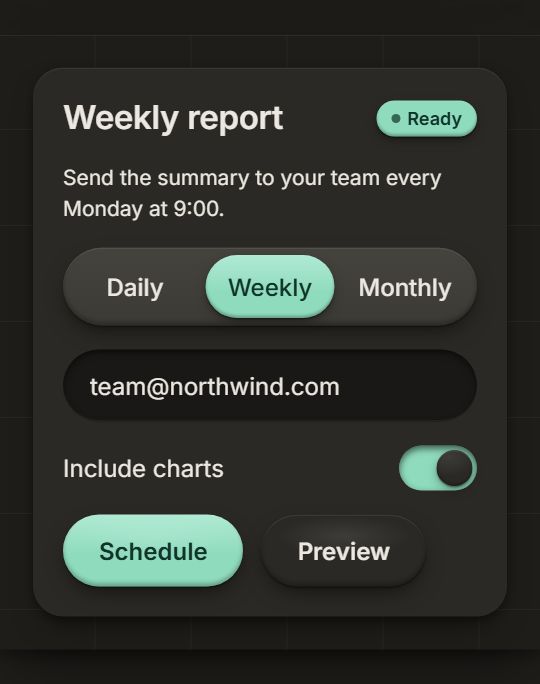 Weekly report
Ready
Send the summary to your team every
Monday at 9:00.
Daily
Weekly
Monthly
team@northwind.com
Include charts
Schedule
Preview